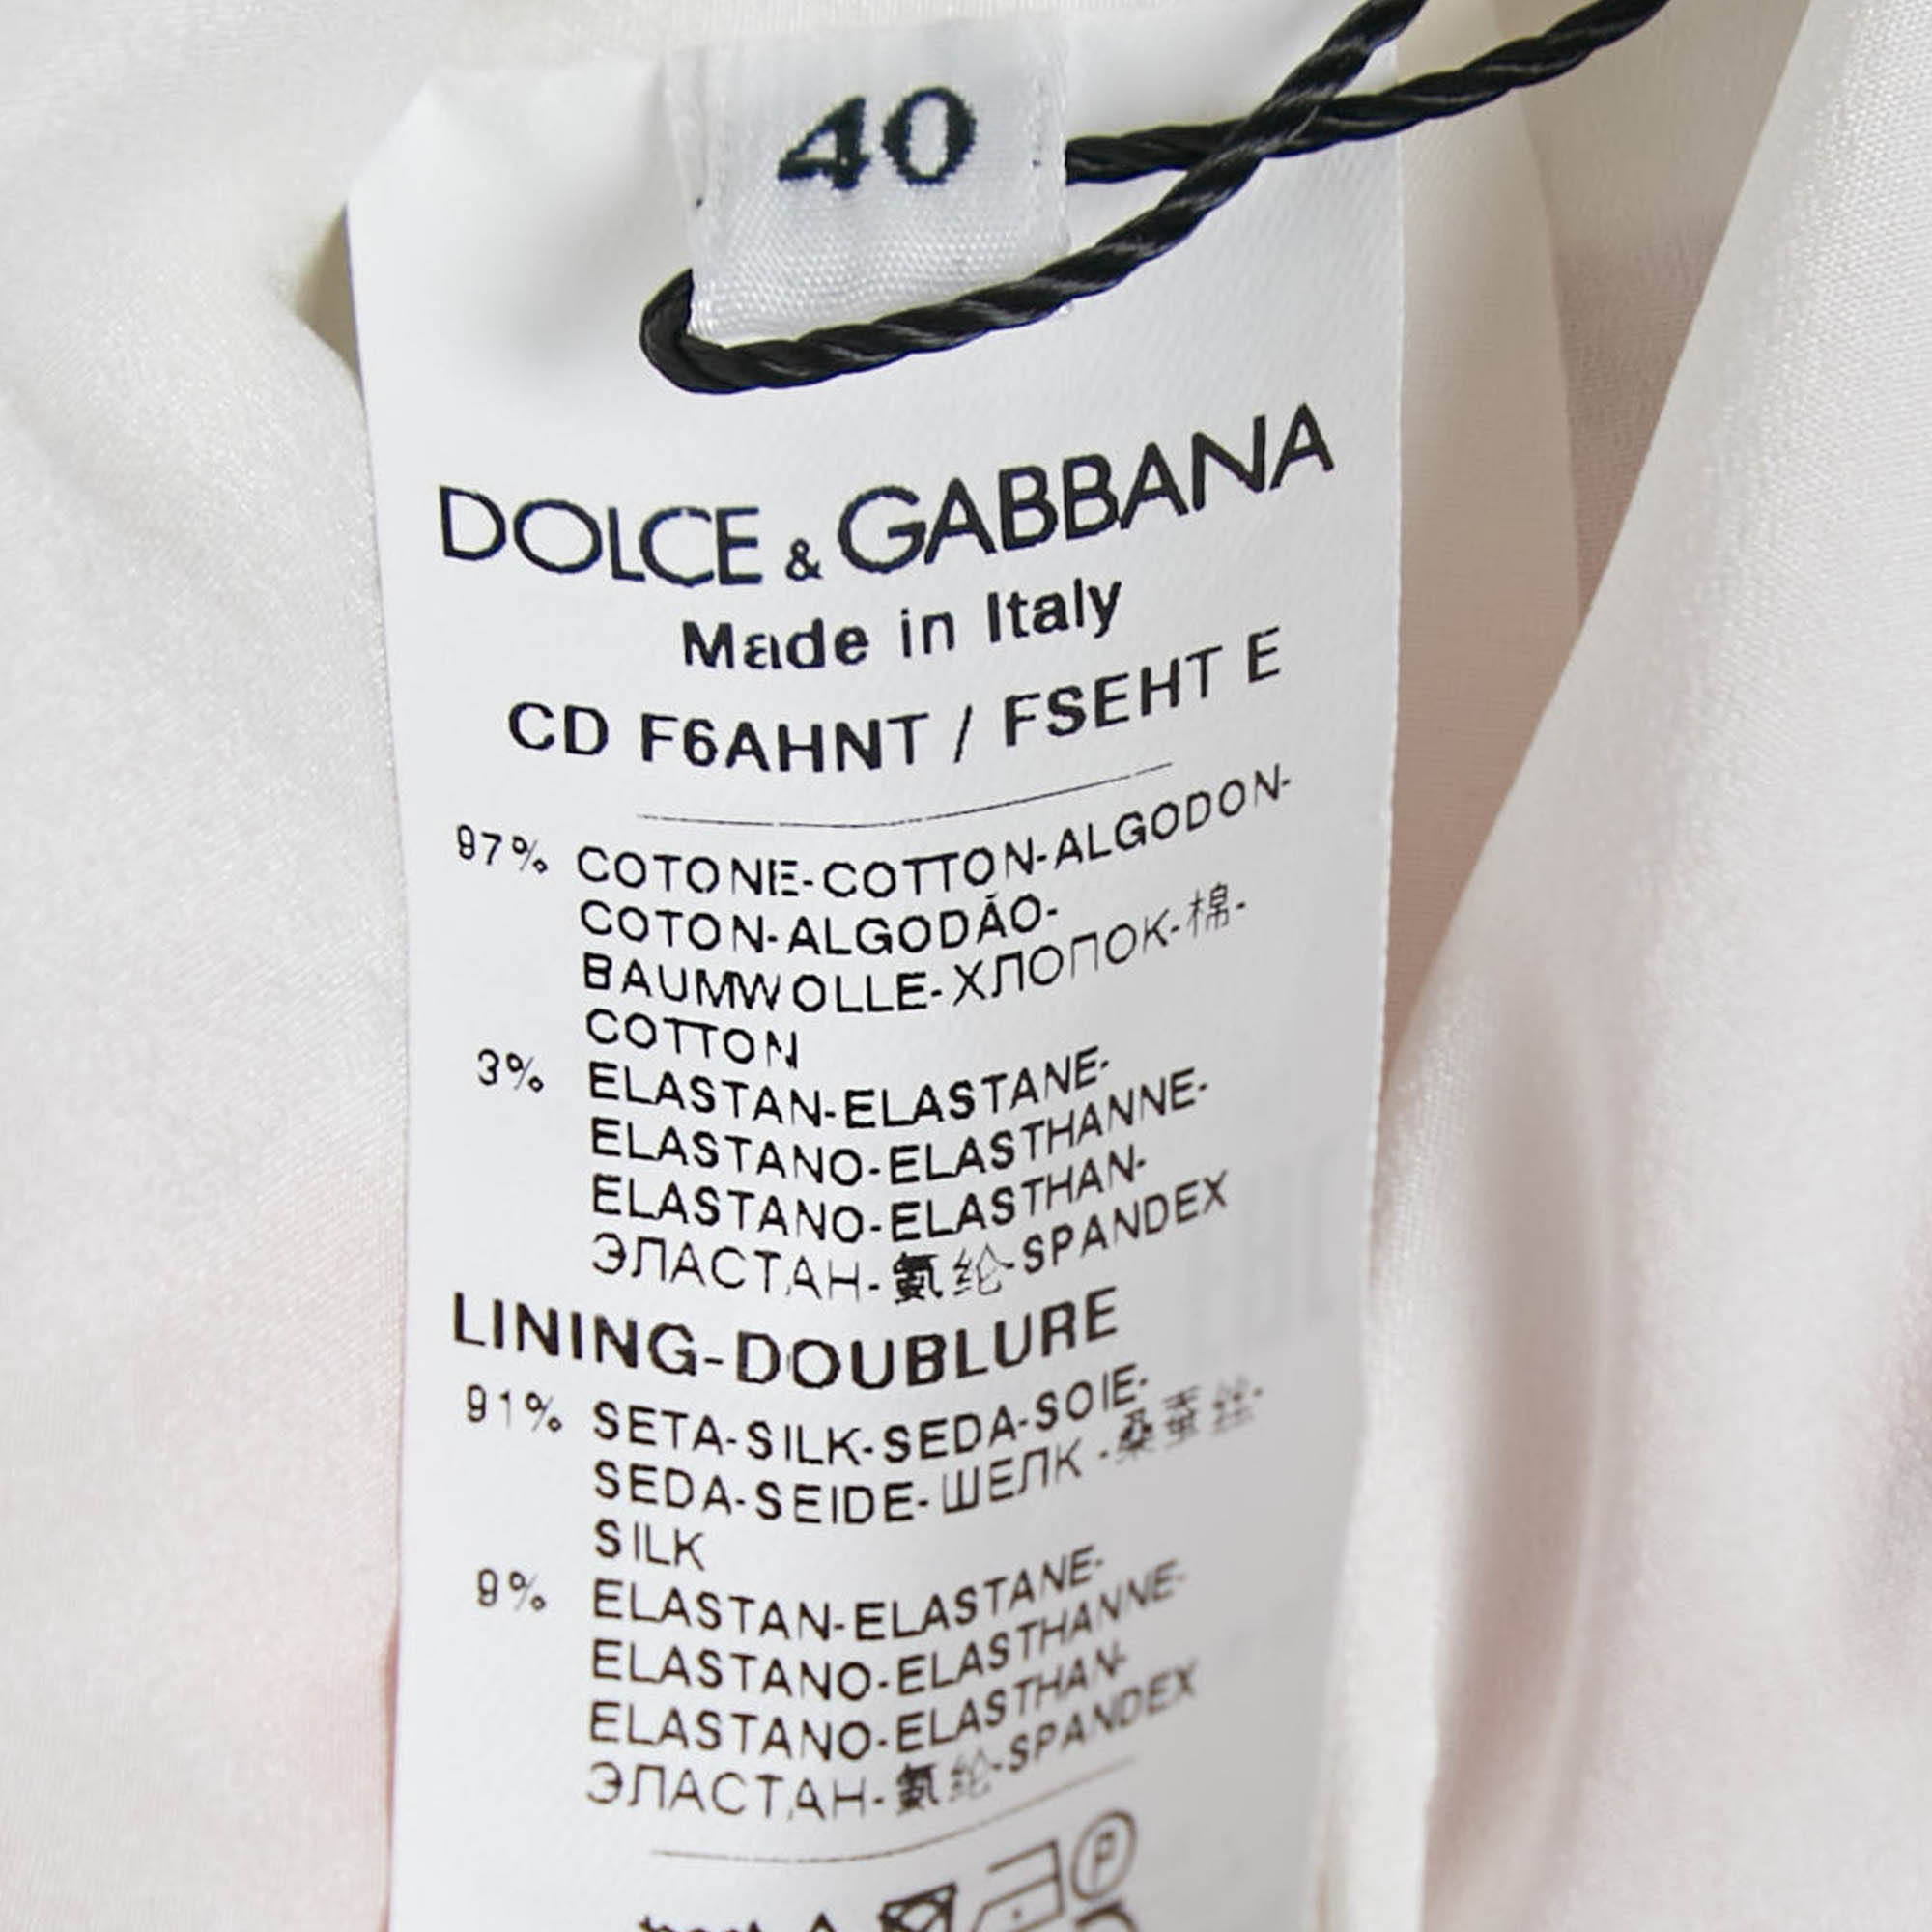 40
DOLCE & GABBANA
Made in Italy
CD F6AHNT / FSEHT E
97% COTONE-COTTON-ALGODON-
COTON-ALGODÃO-
BAUMWOLLE-ХЛОПОК-棉-
COTTON
3% ELASTAN-ELASTANE-
ELASTANO-ELASTHANNE-
ELASTANO-ELASTHAN-
ЭЛАСТАН-氨纶-SPANDEX
LINING-DOUBLURE
91% SETA-SILK-SEDA-SOIE-
SEDA-SEIDE-ШЕЛК-桑蚕丝-
SILK
9% ELASTAN-ELASTANE-
ELASTANO-ELASTHANNE-
ELASTANO-ELASTHAN-
ЭЛАСТАН-氨纶-SPANDEX
P